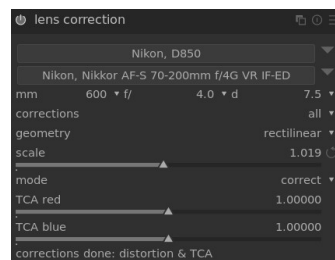 lens correction
Nikon, D850
Nikon, Nikkor AF-S 70-200mm f/4G VR IF-ED
mm 600 f/ 4.0 d 7.5
corrections all
geometry rectilinear
scale 1.019
mode correct
TCA red 1.00000
TCA blue 1.00000
corrections done: distortion & TCA